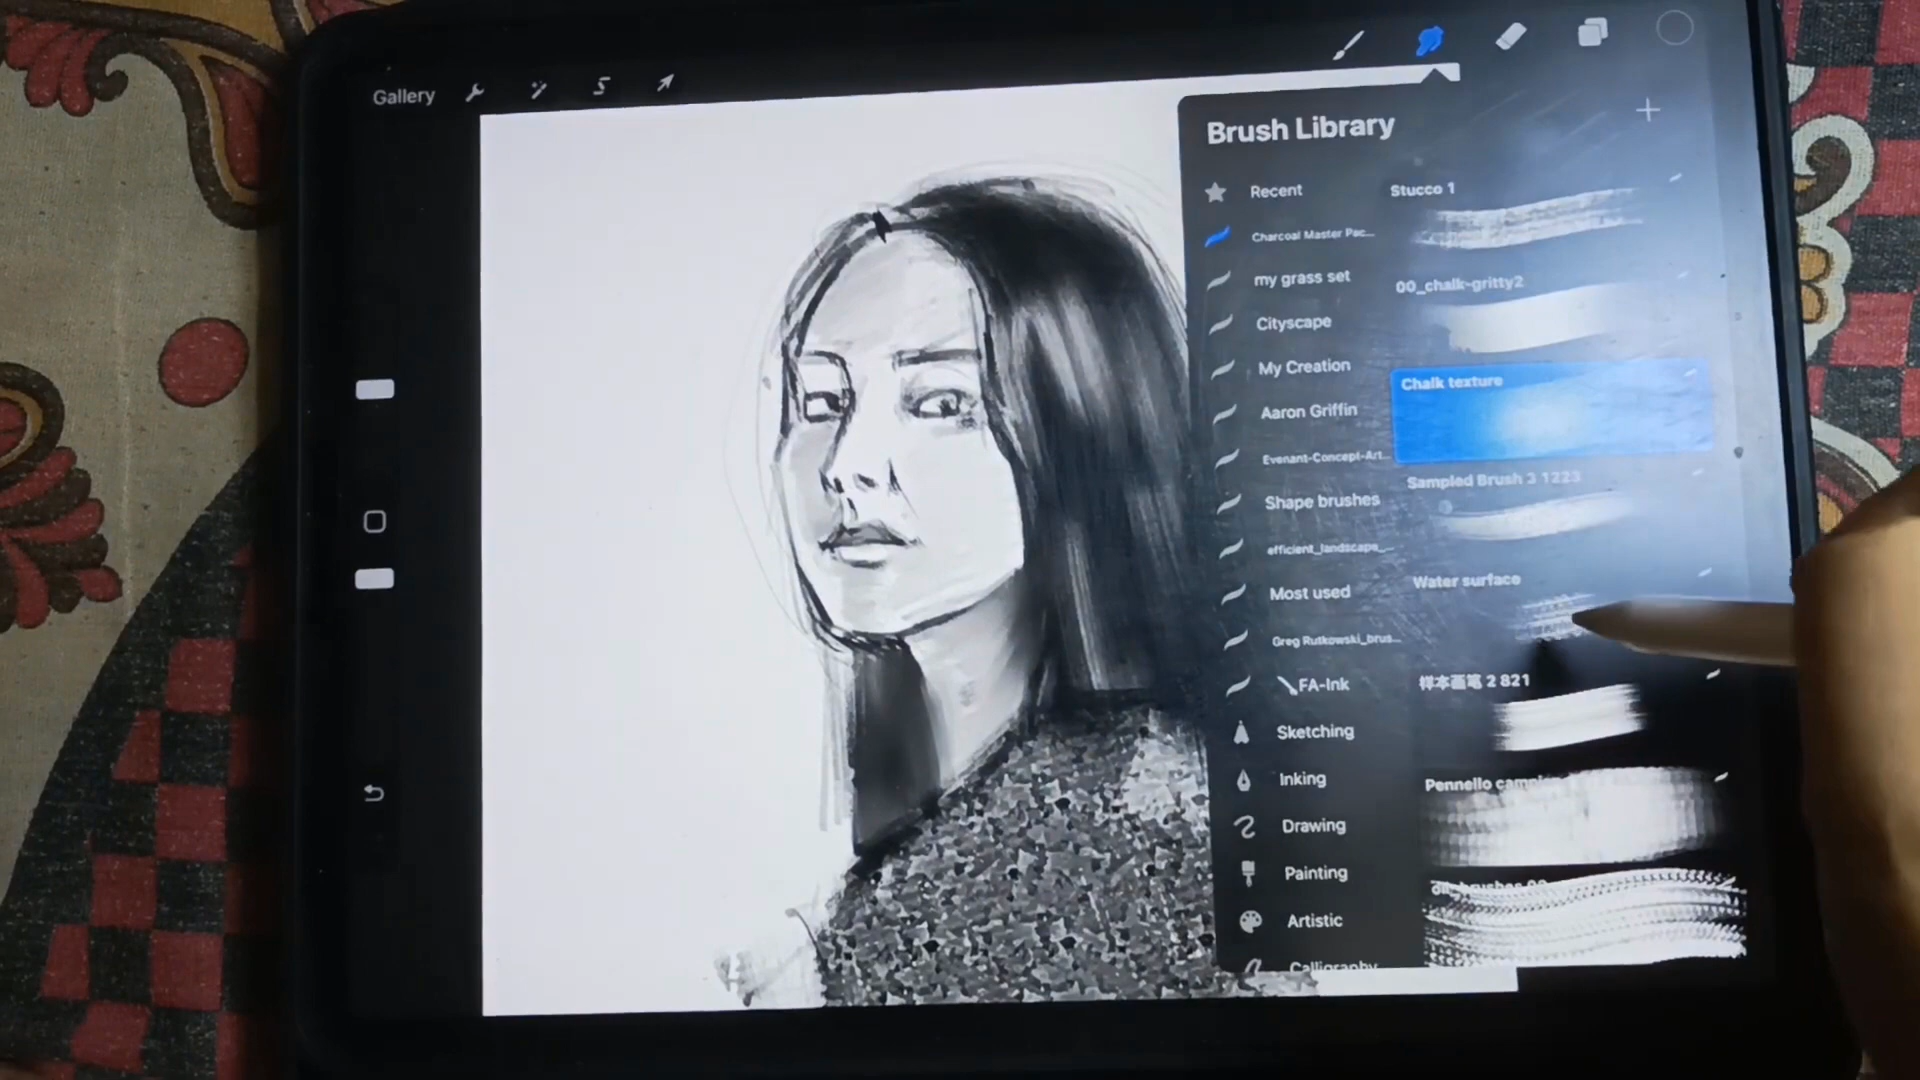 Gallery
Brush Library
Recent
Charcoal Master Pac...
my grass set
Cityscape
My Creation
Aaron Griffin
Evenant-Concept-Art...
Shape brushes
efficient_landscape_...
Most used
Greg Rutkowski_brus...
FA-Ink
Sketching
Inking
Drawing
Painting
Artistic
Calligraphy
Stucco 1
00_chalk-gritty2
Chalk texture
Sampled Brush 3 1223
Water surface
样本画笔 2 821
Pennello